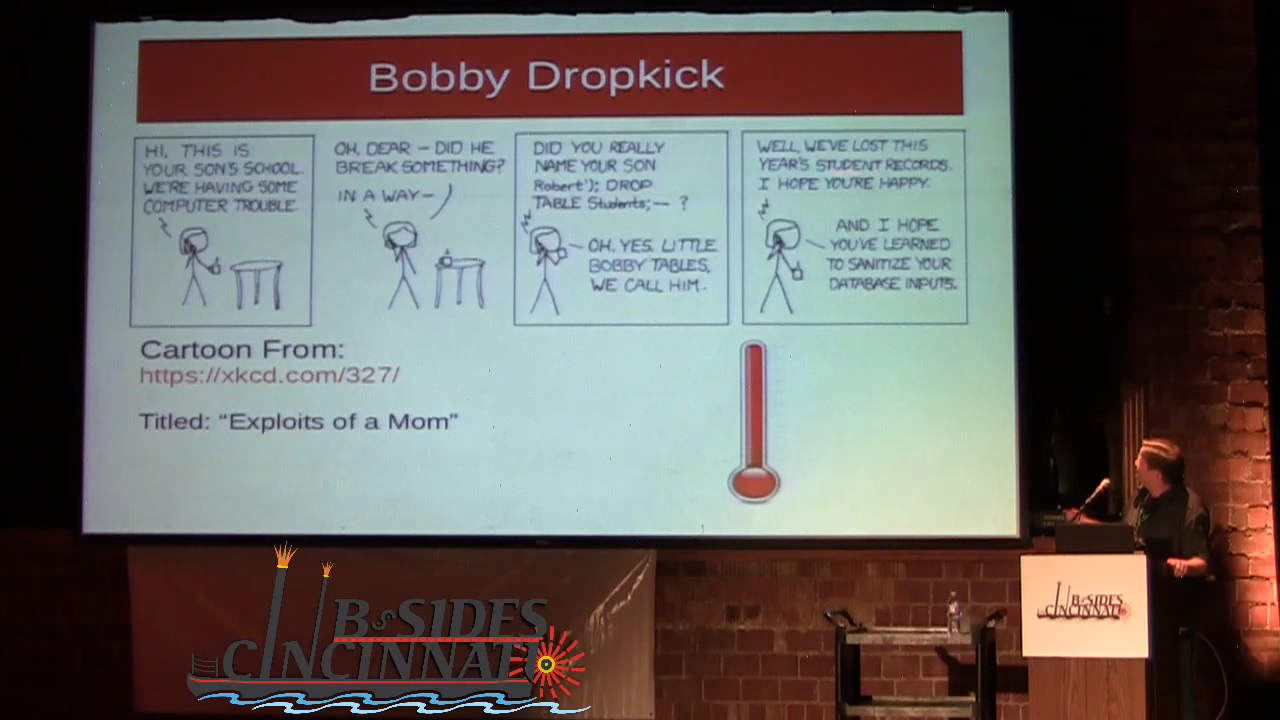 Bobby Dropkick
HI, THIS IS
YOUR SON'S SCHOOL.
WE'RE HAVING SOME
COMPUTER TROUBLE.
OH, DEAR – DID HE
BREAK SOMETHING?
IN A WAY–
DID YOU REALLY
NAME YOUR SON
Robert'); DROP
TABLE Students;-- ?
OH. YES. LITTLE
BOBBY TABLES,
WE CALL HIM.
WELL, WE'VE LOST THIS
YEAR'S STUDENT RECORDS.
I HOPE YOU'RE HAPPY.
AND I HOPE
YOU'VE LEARNED
TO SANITIZE YOUR
DATABASE INPUTS.
Cartoon From:
https://xkcd.com/327/
Titled: “Exploits of a Mom”
BSIDES
CINCINNATI
BSIDES
CINCINNATI